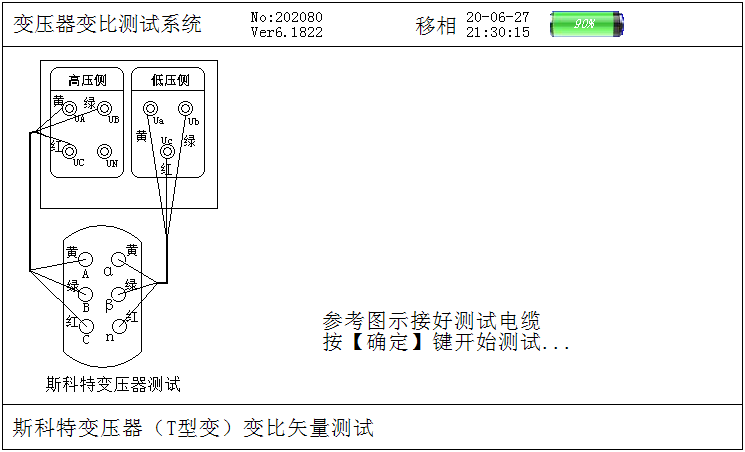 变压器变比测试系统
No:202080
Ver6.1822
移相
20-06-27
21:30:15
90%
高压侧 低压侧
黄 绿
UA UB Ua Ub
黄 Uc 绿
红 UC UN
红
黄 黄
A α
绿 绿
B β
红 红
C n
斯科特变压器测试
参考图示接好测试电缆
按【确定】键开始测试...
斯科特变压器（T型变）变比矢量测试